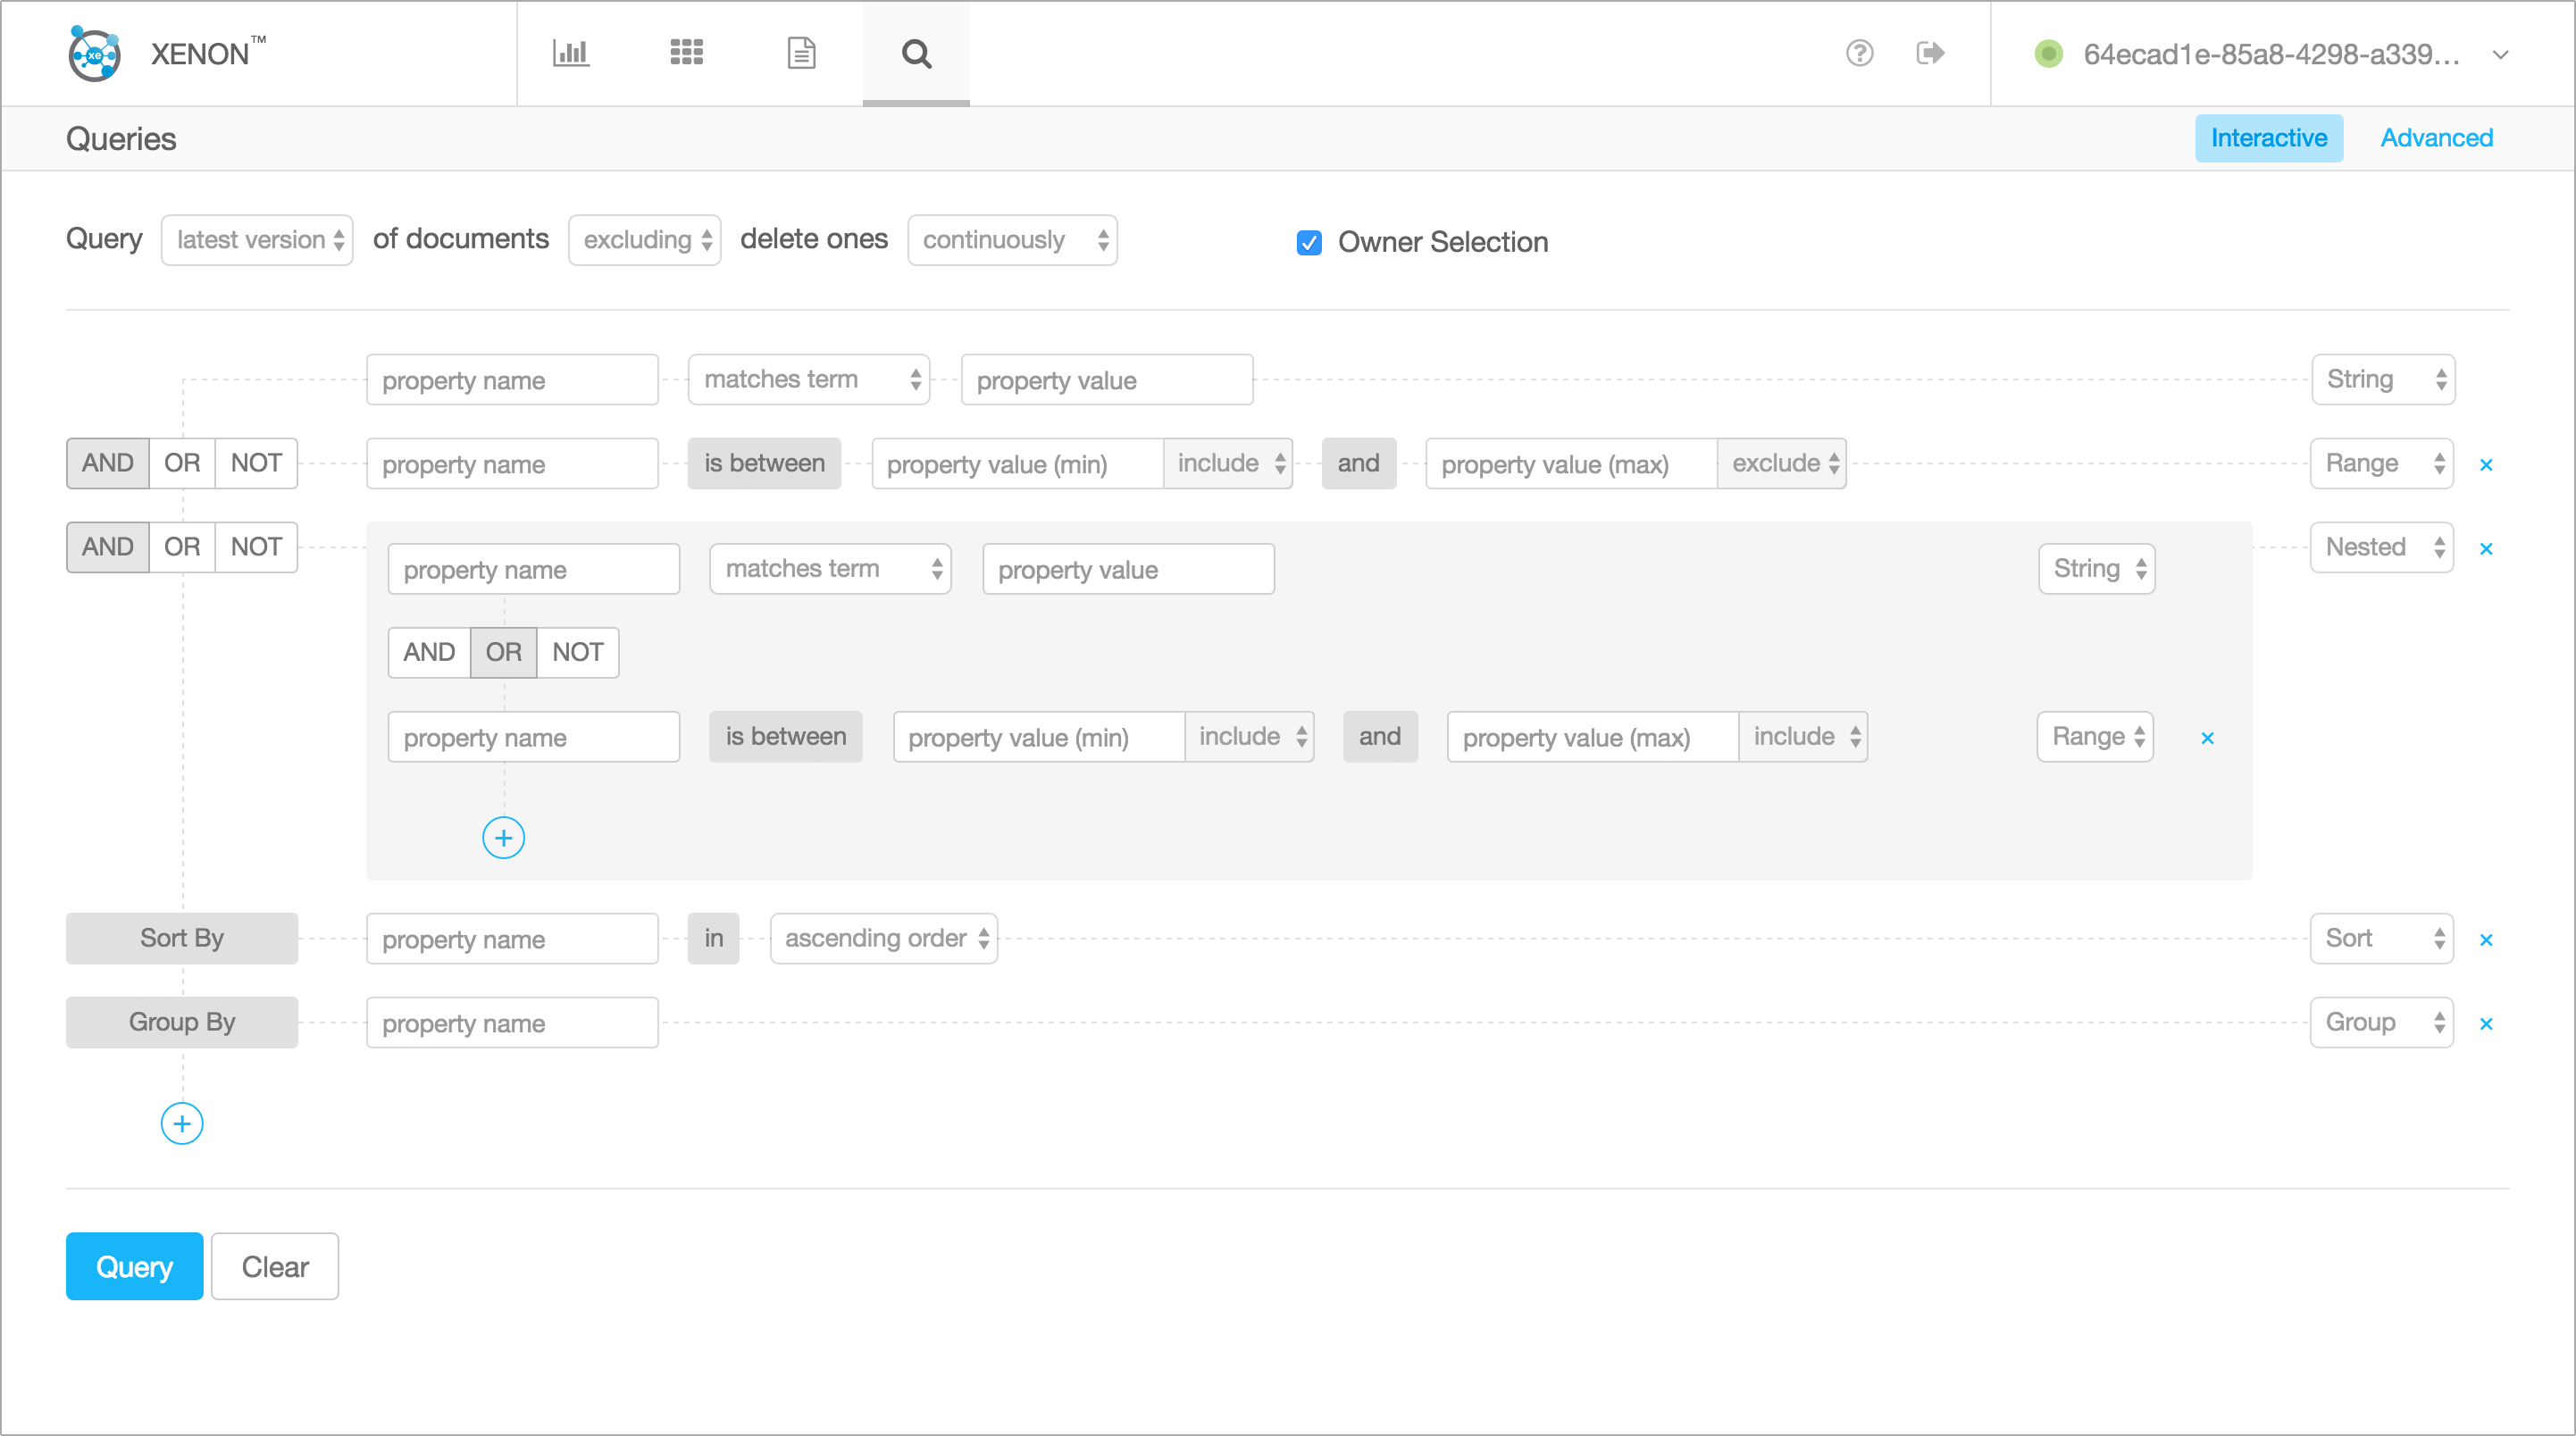 xe XENON™ 64ecad1e-85a8-4298-a339...
Queries Interactive Advanced
Query latest version of documents excluding delete ones continuously Owner Selection
property name matches term property value String
AND OR NOT property name is between property value (min) include and property value (max) exclude Range
AND OR NOT Nested
property name matches term property value String
AND OR NOT
property name is between property value (min) include and property value (max) include Range
Sort By property name in ascending order Sort
Group By property name Group
Query Clear